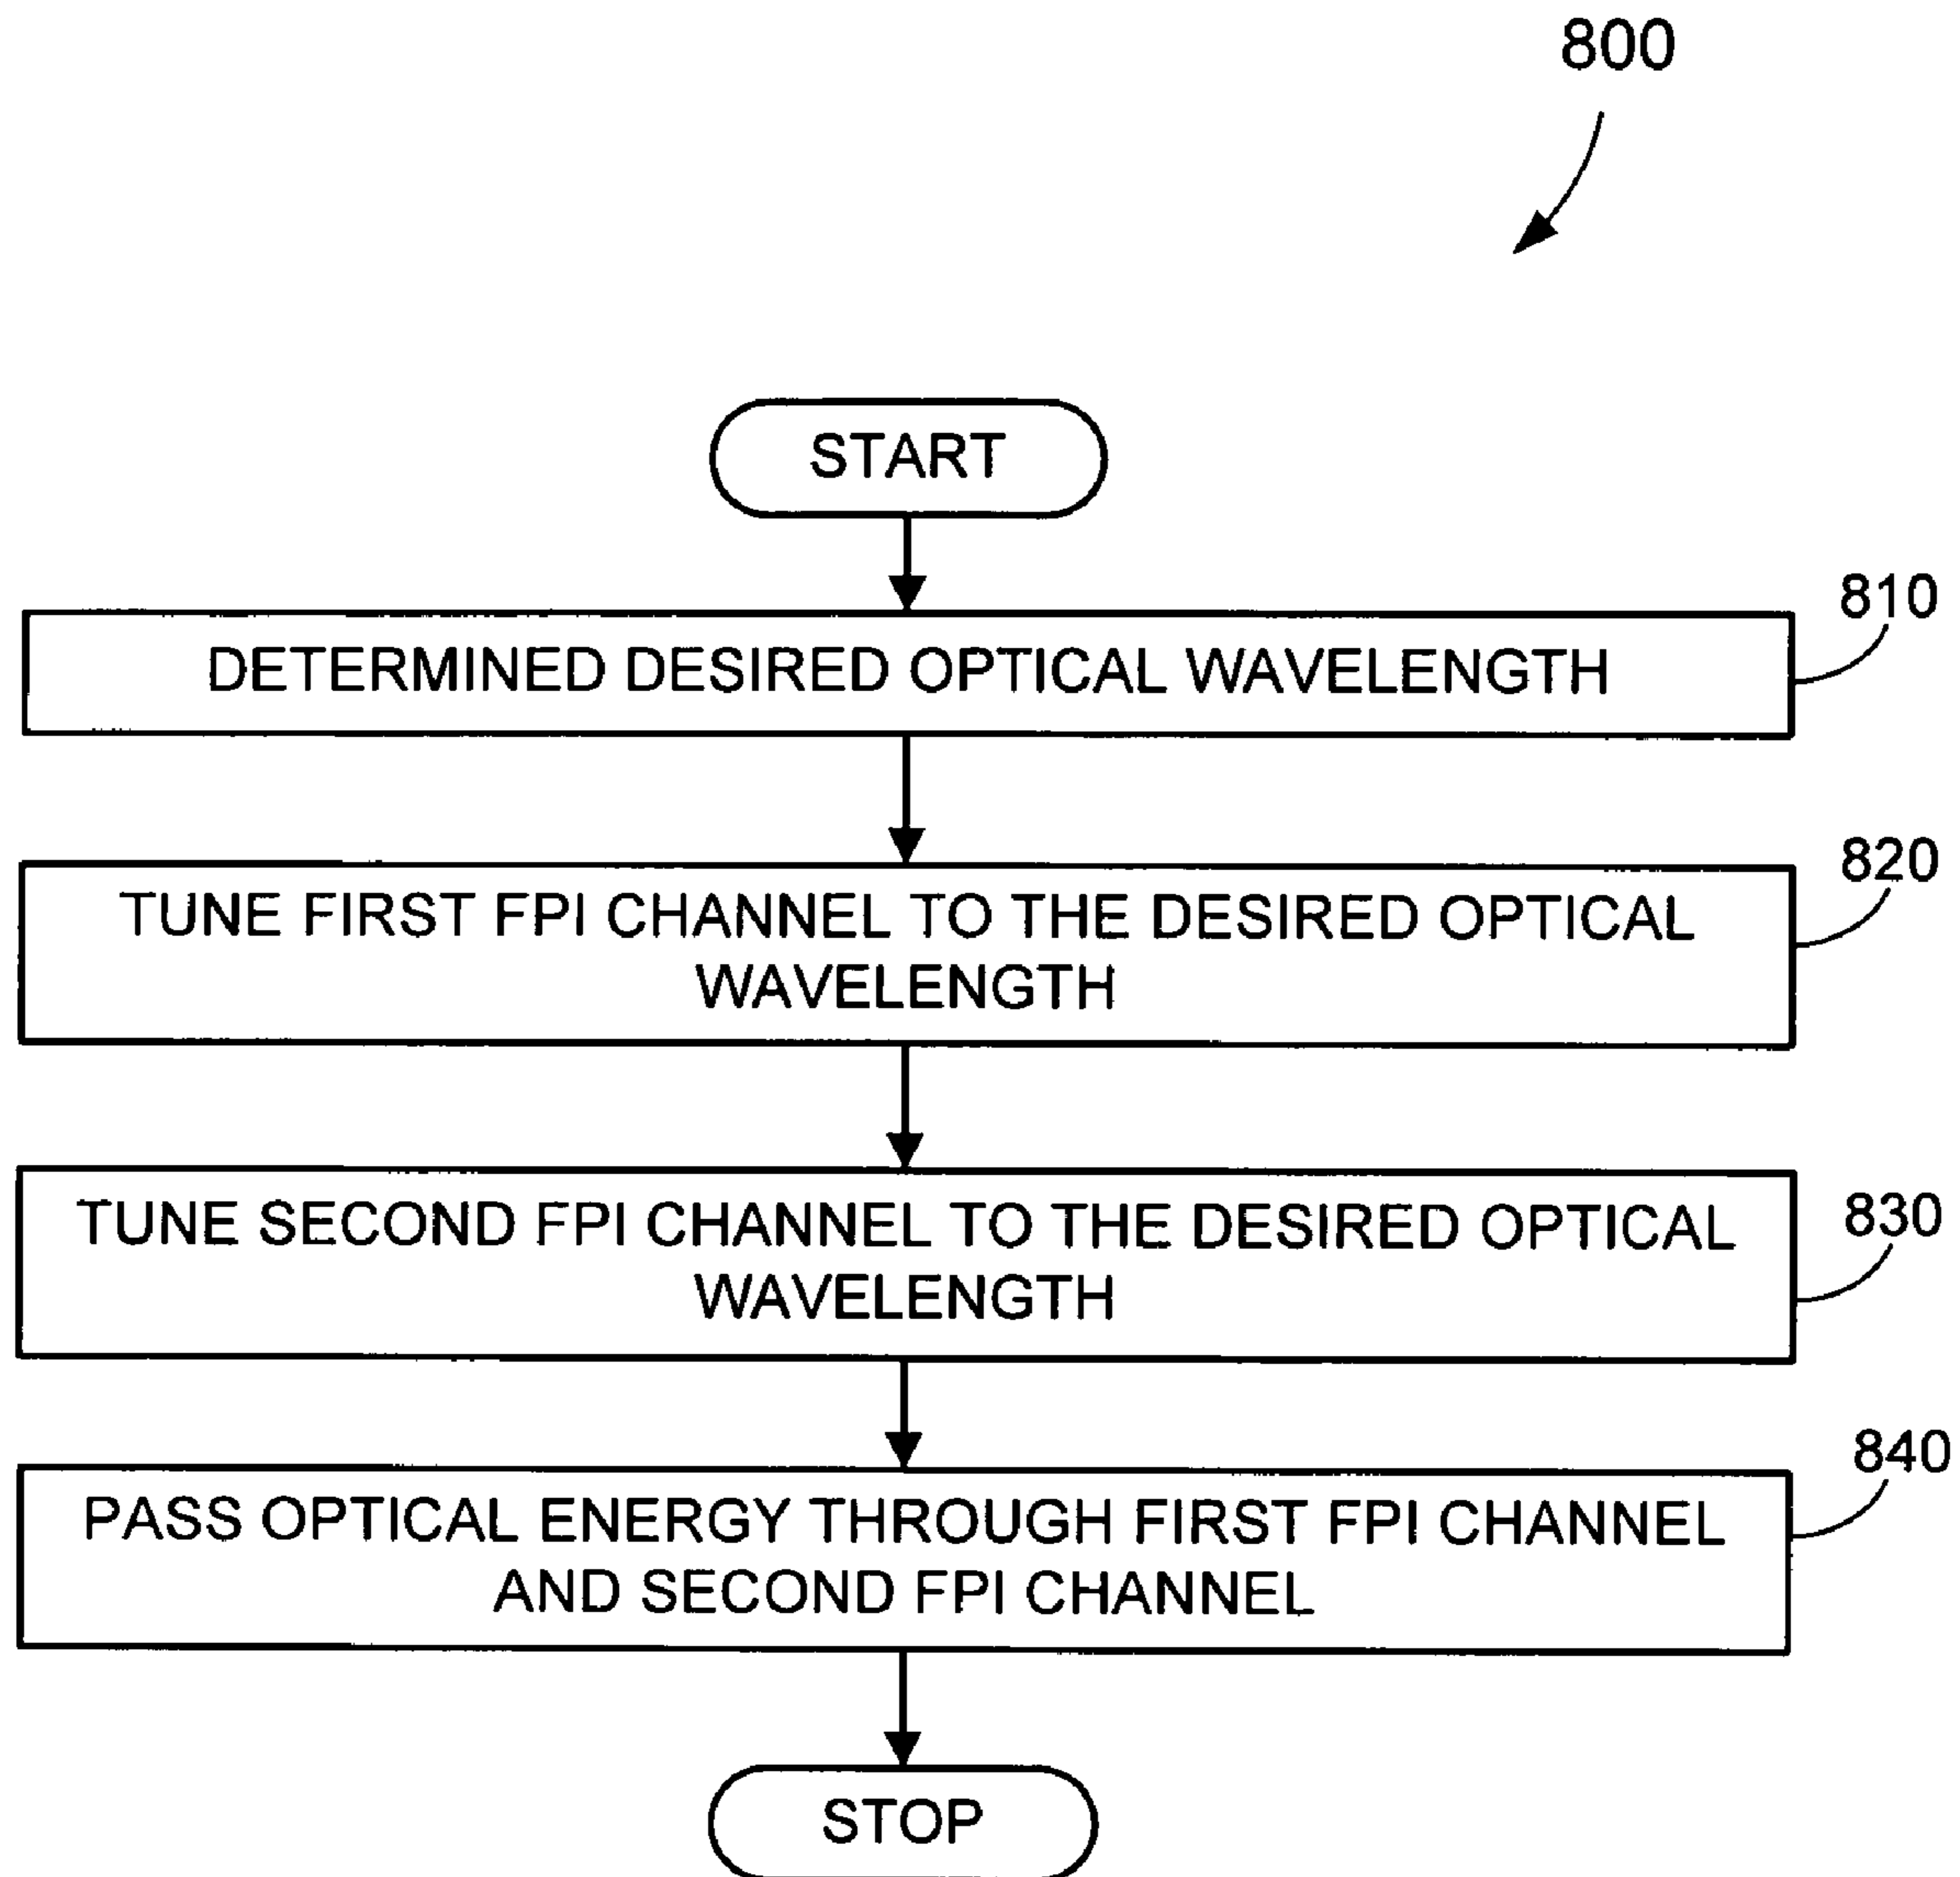 800
START
810
DETERMINED DESIRED OPTICAL WAVELENGTH
820
TUNE FIRST FPI CHANNEL TO THE DESIRED OPTICAL
WAVELENGTH
830
TUNE SECOND FPI CHANNEL TO THE DESIRED OPTICAL
WAVELENGTH
840
PASS OPTICAL ENERGY THROUGH FIRST FPI CHANNEL
AND SECOND FPI CHANNEL
STOP